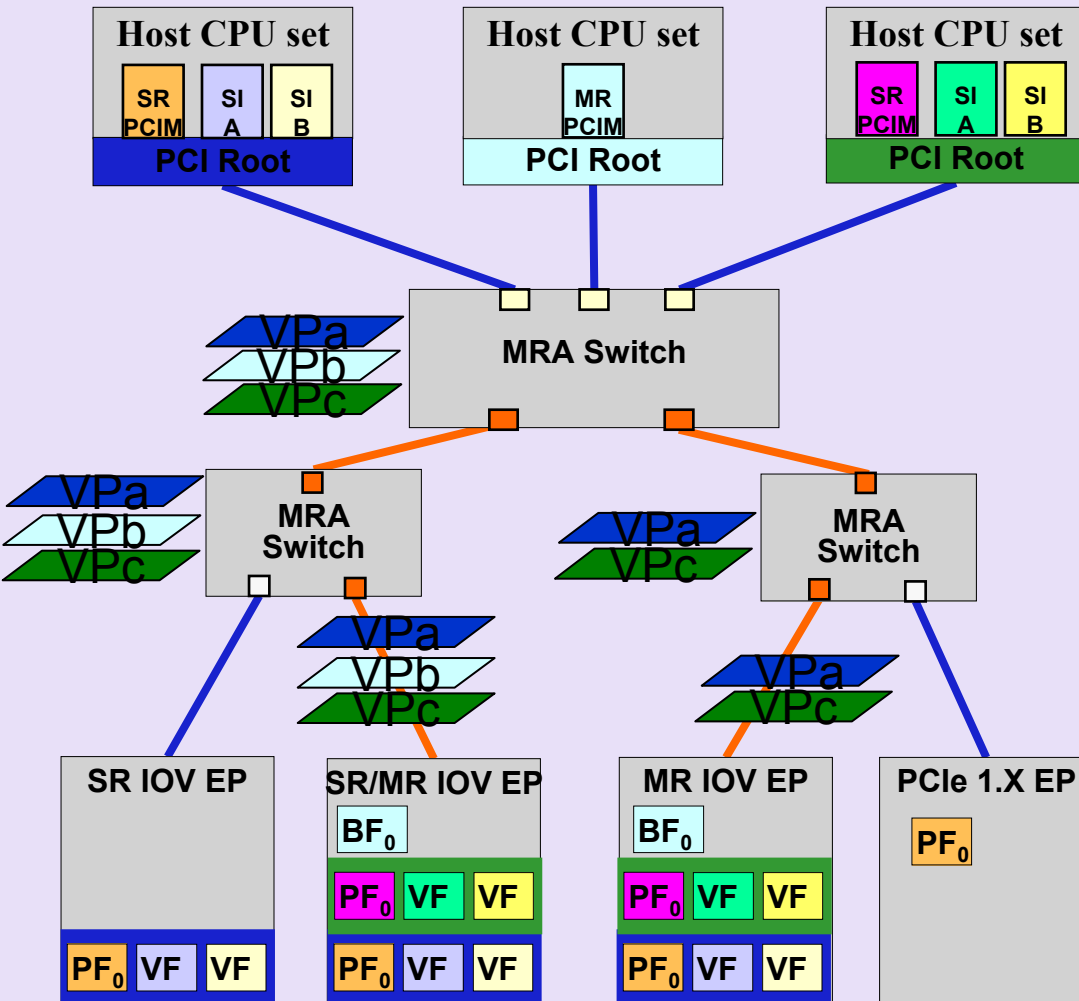 Host CPU set
SR
PCIM
SI
A
SI
B
PCI Root
Host CPU set
MR
PCIM
PCI Root
Host CPU set
SR
PCIM
SI
A
SI
B
PCI Root
MRA Switch
VPa
VPb
VPc
MRA
Switch
VPa
VPb
VPc
MRA
Switch
VPa
VPc
VPa
VPb
VPc
VPa
VPc
SR IOV EP
PF0 VF VF
SR/MR IOV EP
BF0
PF0 VF VF
PF0 VF VF
MR IOV EP
BF0
PF0 VF VF
PF0 VF VF
PCIe 1.X EP
PF0